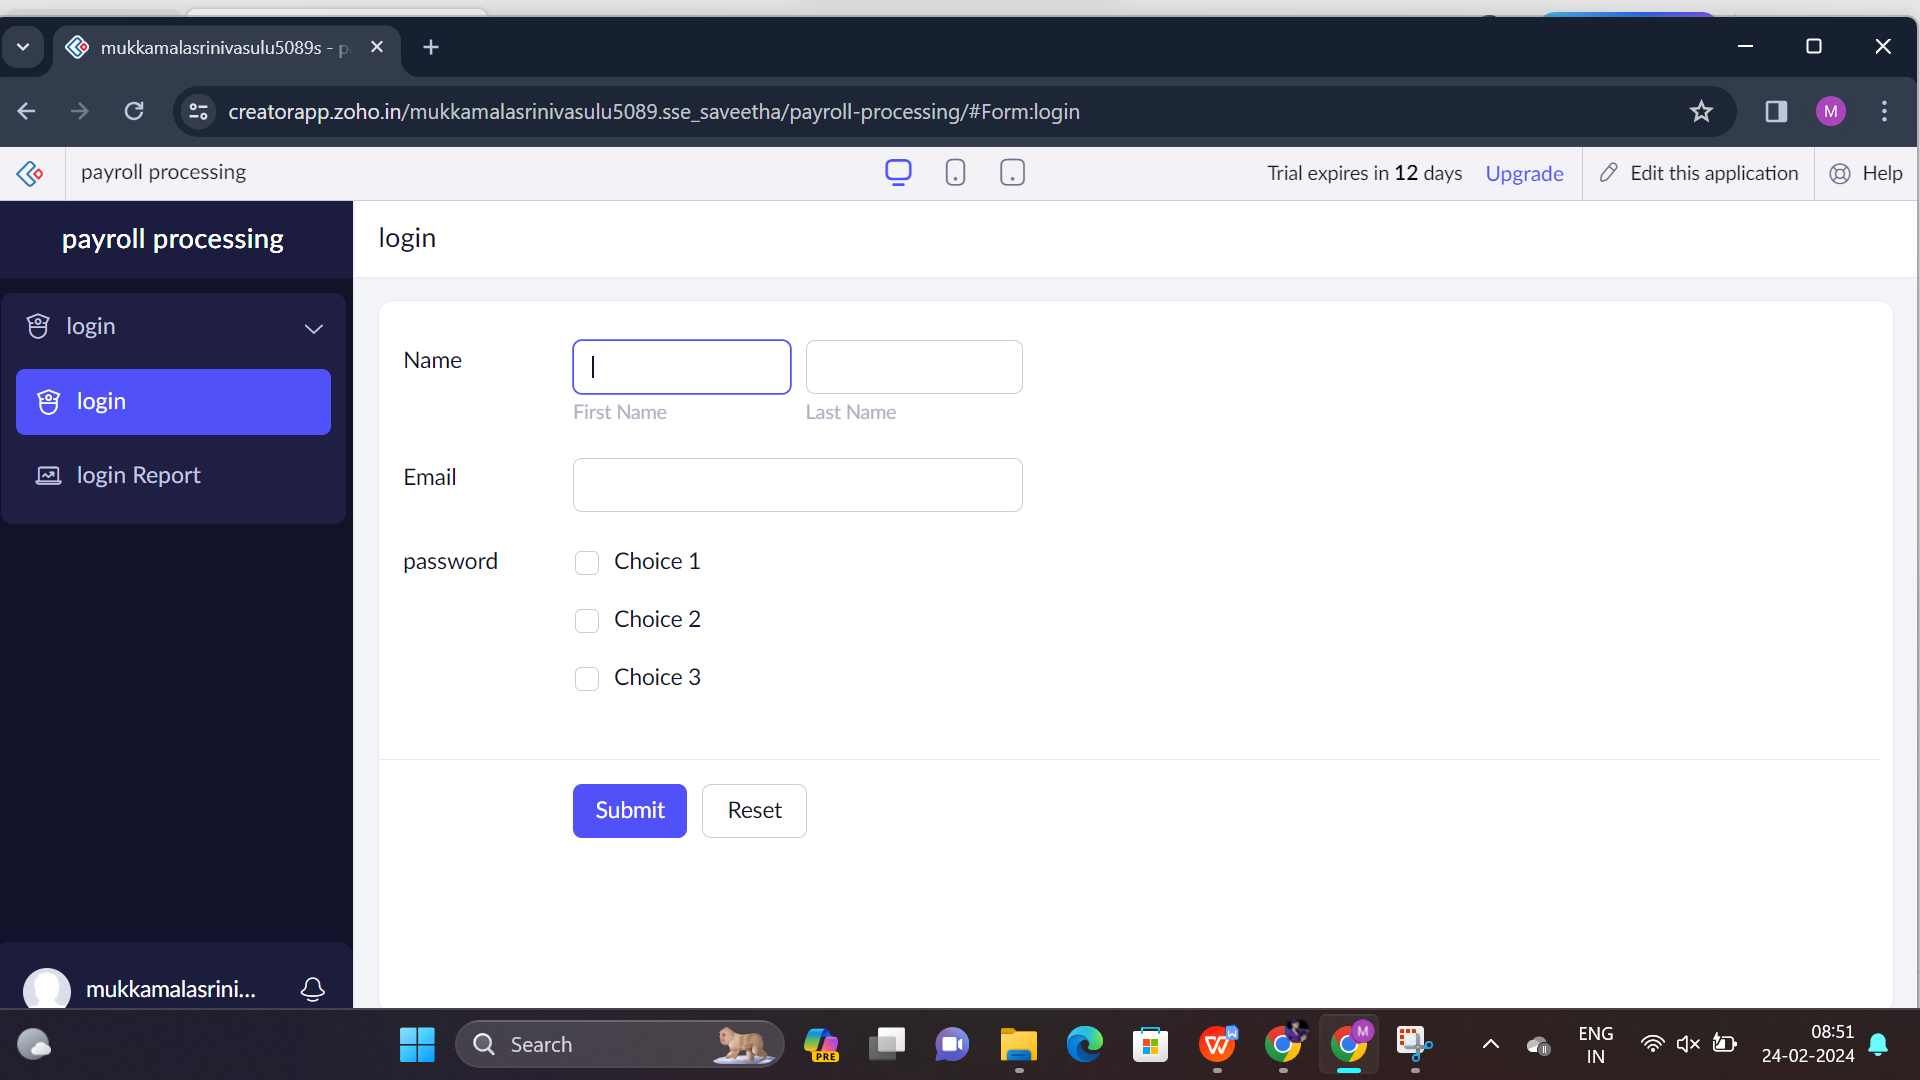 mukkamalasrinivasulu5089s - p
creatorapp.zoho.in/mukkamalasrinivasulu5089.sse_saveetha/payroll-processing/#Form:login
M
payroll processing
Trial expires in 12 days
Upgrade
Edit this application
Help
payroll processing
login
login
login
login Report
Name
First Name
Last Name
Email
password
Choice 1
Choice 2
Choice 3
Submit
Reset
mukkamalasrini...
Search
PRE
W
M
ENG
IN
08:51
24-02-2024